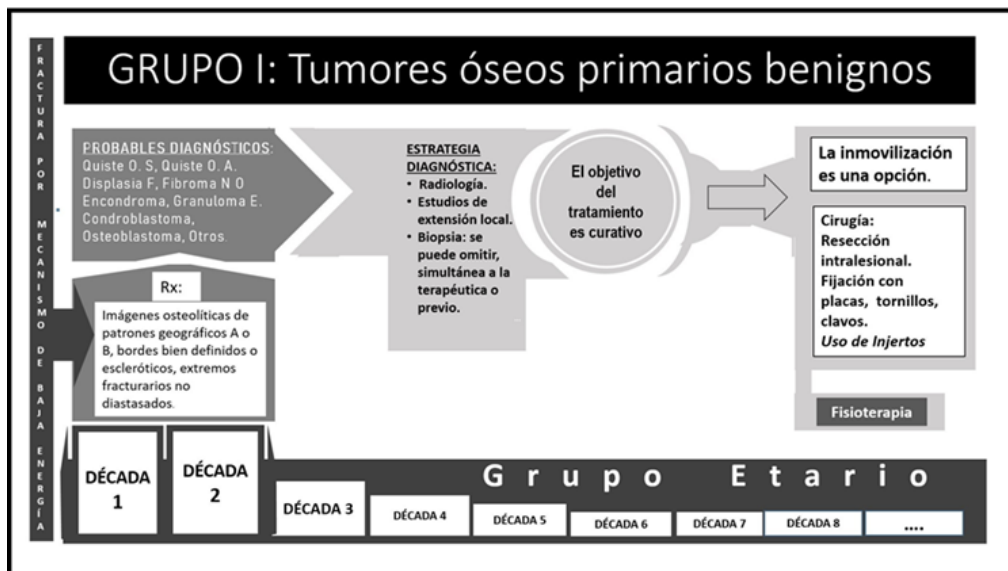 GRUPO I: Tumores óseos primarios benignos
FRACTURA POR MECANISMO DE BAJA ENERGÍA
PROBABLES DIAGNÓSTICOS:
Quiste O. S, Quiste O. A.
Displasia F, Fibroma N O
Encondroma, Granuloma E.
Condroblastoma,
Osteoblastoma, Otros.
Rx:
Imágenes osteolíticas de
patrones geográficos A o
B, bordes bien definidos o
escleróticos, extremos
fracturarios no
diastasados.
ESTRATEGIA
DIAGNÓSTICA:
• Radiología.
• Estudios de
extensión local.
• Biopsia: se
puede omitir,
simultánea a la
terapéutica o
previo.
El objetivo
del
tratamiento
es curativo
La inmovilización
es una opción.
Cirugía:
Resección
intralesional.
Fijación con
placas, tornillos,
clavos.
Uso de Injertos
Fisioterapia
Grupo Etario
DÉCADA
1
DÉCADA
2
DÉCADA 3
DÉCADA 4
DÉCADA 5
DÉCADA 6
DÉCADA 7
DÉCADA 8
....